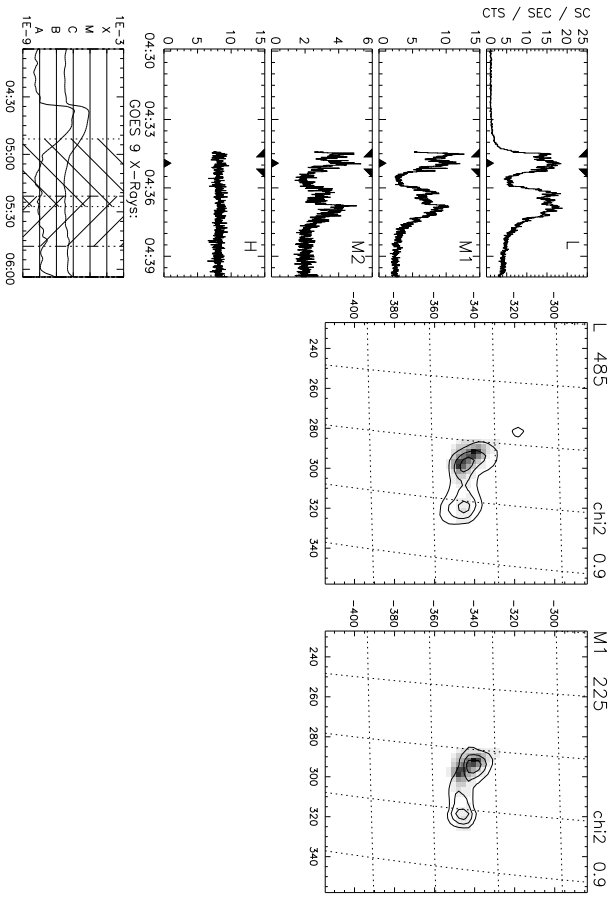 CTS / SEC / SC
25
20
15
10
5
0
L
15
10
5
0
M1
6
4
2
0
M2
15
10
5
0
H
04:30 04:33 04:36 04:39
GOES 9 X-Rays:
1E-3
X
M
C
B
A
1E-9
04:30 05:00 05:30 06:00
L 485 chi2 0.9
-300
-320
-340
-360
-380
-400
240 260 280 300 320 340
M1 225 chi2 0.9
-300
-320
-340
-360
-380
-400
240 260 280 300 320 340